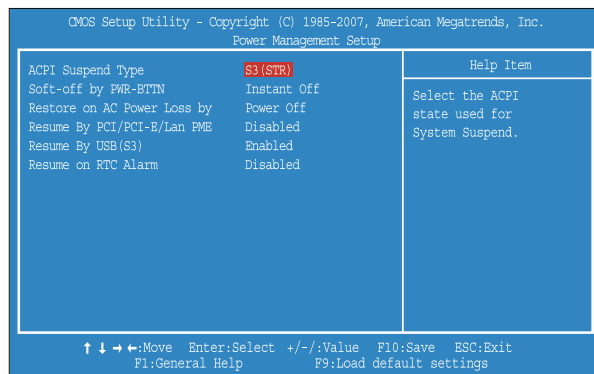 CMOS Setup Utility - Copyright (C) 1985-2007, American Megatrends, Inc.
Power Management Setup
ACPI Suspend Type S3(STR)
Soft-off by PWR-BTTN Instant Off
Restore on AC Power Loss by Power Off
Resume By PCI/PCI-E/Lan PME Disabled
Resume By USB(S3) Enabled
Resume on RTC Alarm Disabled
Help Item
Select the ACPI
state used for
System Suspend.
↑ ↓ → ←:Move Enter:Select +/-/:Value F10:Save ESC:Exit
F1:General Help F9:Load default settings